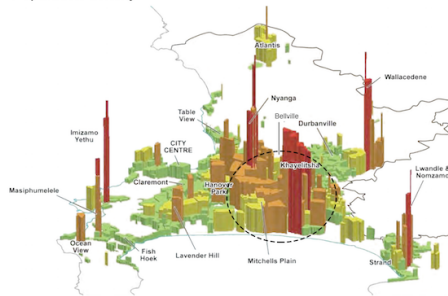 Atlantis
Wallacedene
Nyanga
Table
View
Bellville
Durbanville
Imizamo
Yethu
CITY
CENTRE
Khayelitsha
Lwandle &
Nomzamo
Claremont
Hanover
Park
Masiphumelele
Ocean
View
Fish
Hoek
Lavender Hill
Mitchells Plain
Strand